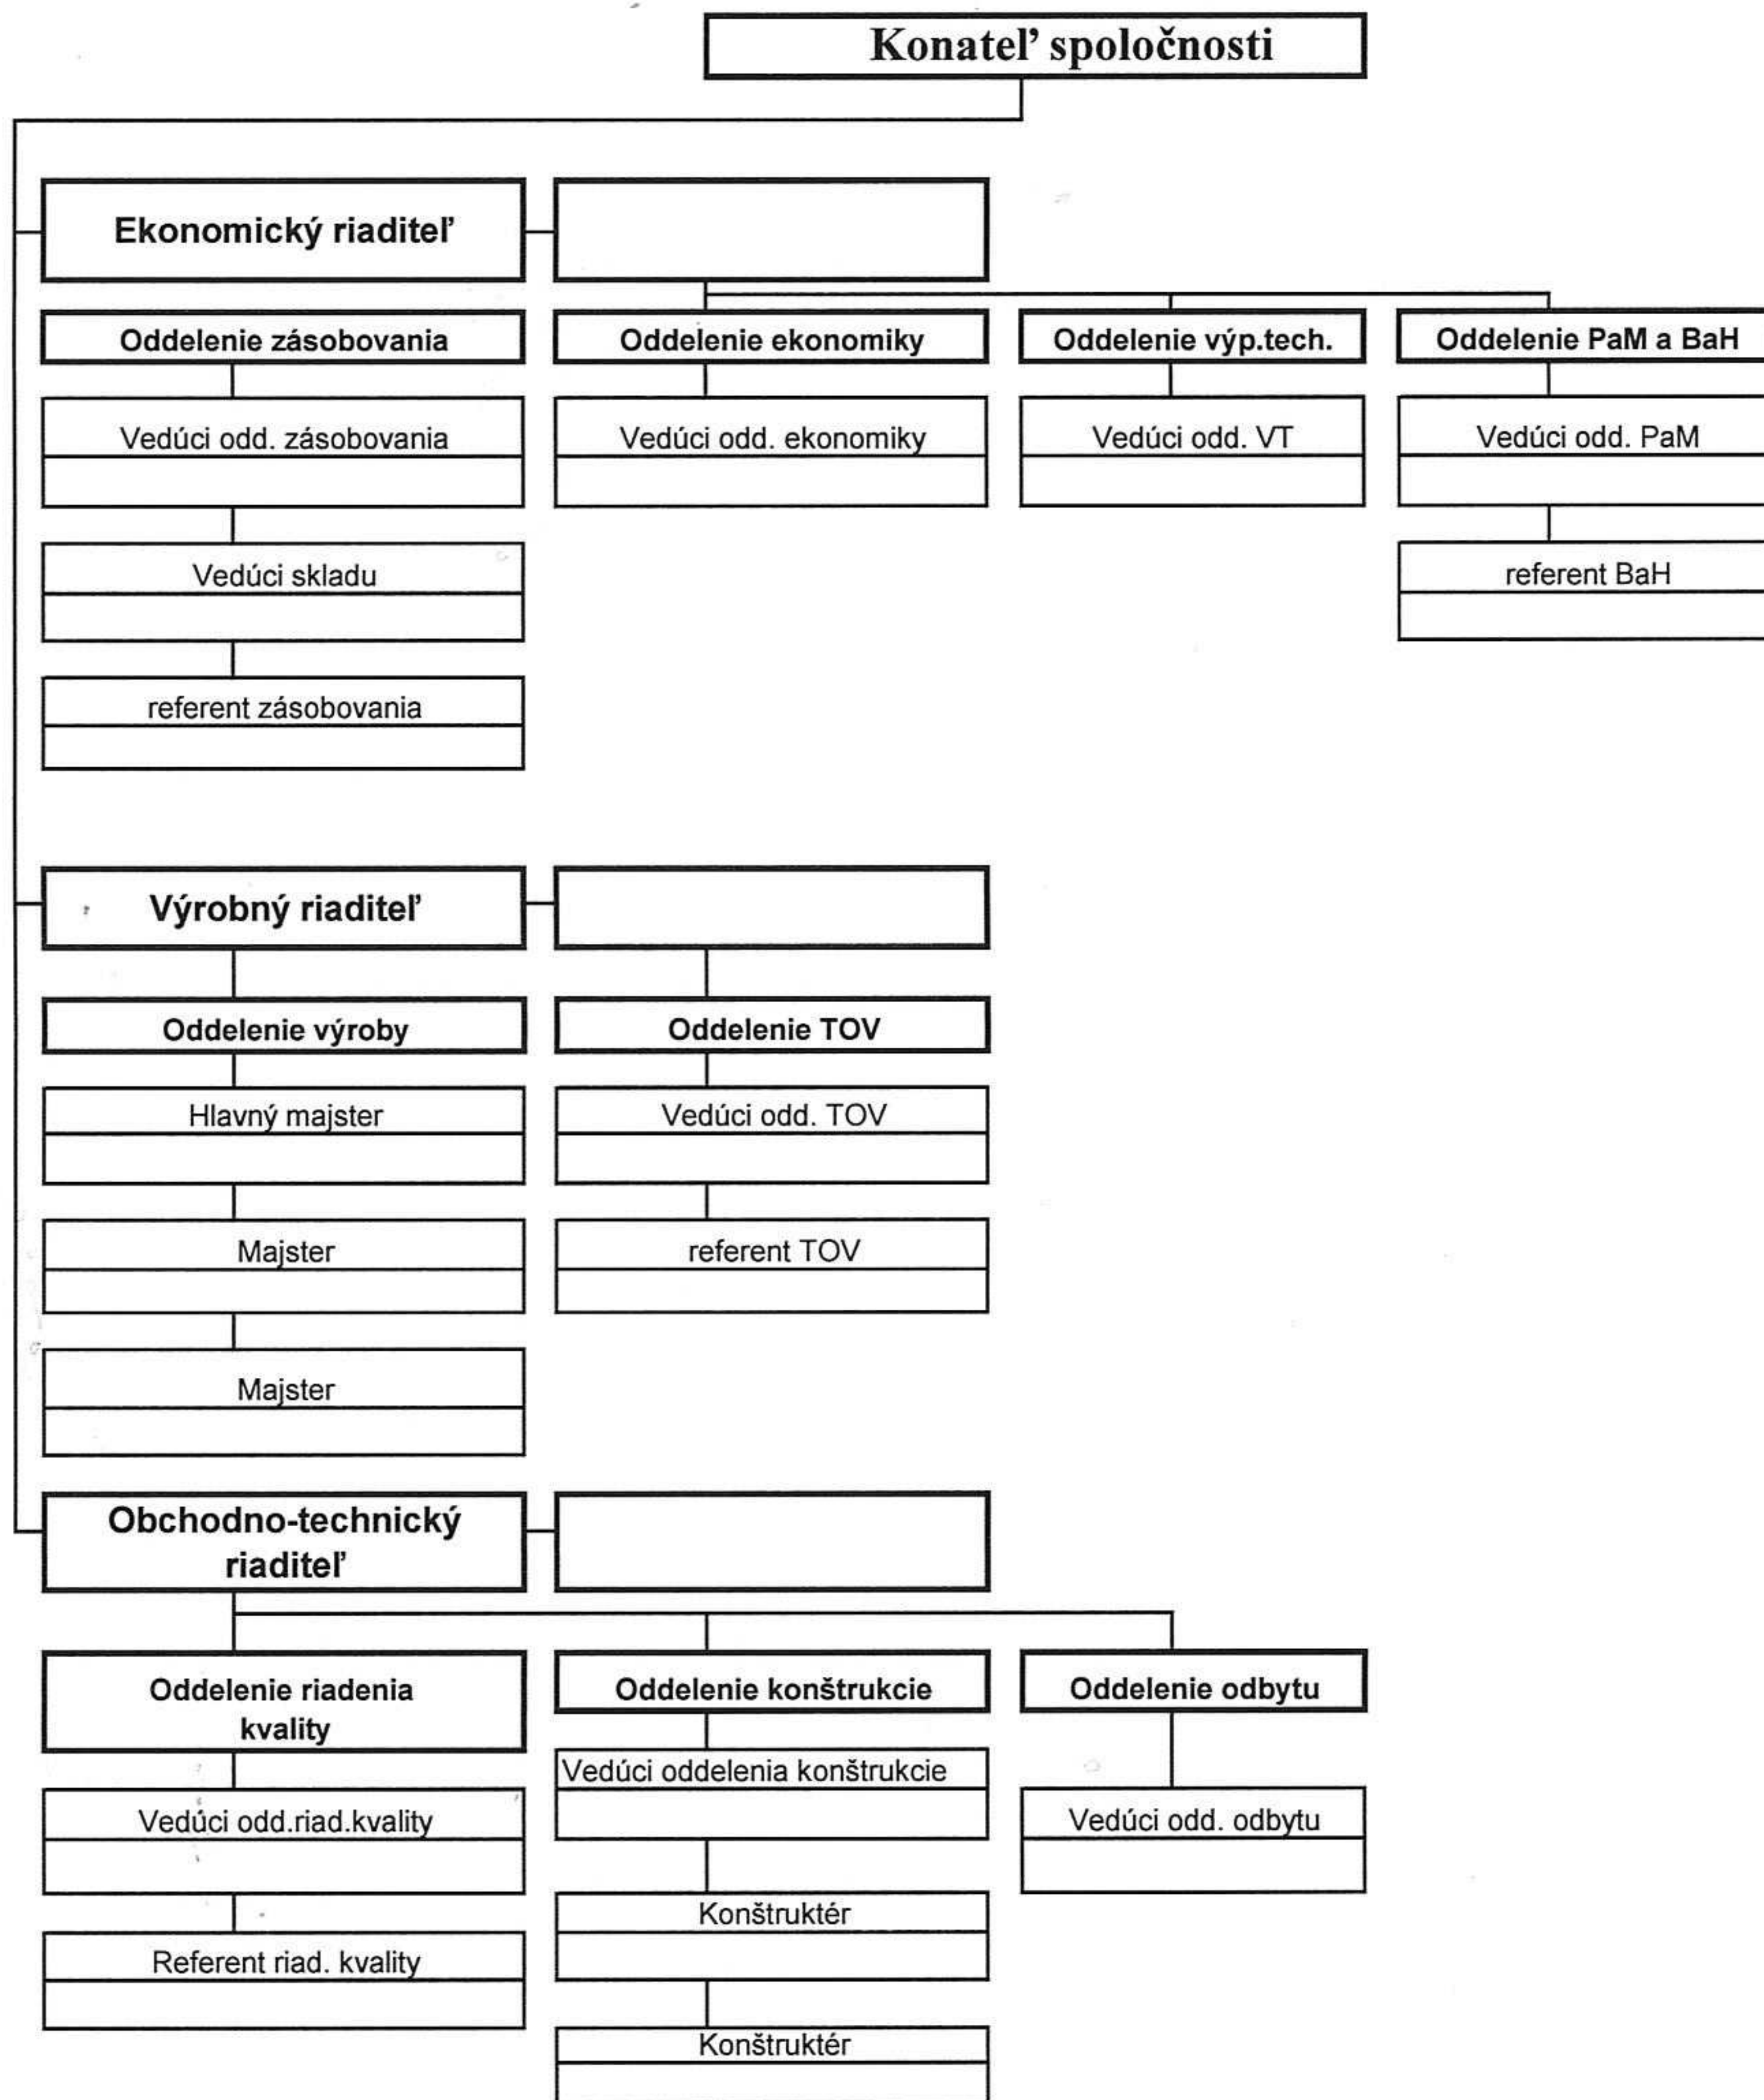 Konateľ spoločnosti
Ekonomický riaditeľ
Oddelenie zásobovania
Oddelenie ekonomiky
Oddelenie výp.tech.
Oddelenie PaM a BaH
Vedúci odd. zásobovania
Vedúci odd. ekonomiky
Vedúci odd. VT
Vedúci odd. PaM
Vedúci skladu
referent BaH
referent zásobovania
Výrobný riaditeľ
Oddelenie výroby
Oddelenie TOV
Hlavný majster
Vedúci odd. TOV
Majster
referent TOV
Majster
Obchodno-technický
riaditeľ
Oddelenie riadenia
kvality
Oddelenie konštrukcie
Oddelenie odbytu
Vedúci oddelenia konštrukcie
Vedúci odd.riad.kvality
Vedúci odd. odbytu
Konštruktér
Referent riad. kvality
Konštruktér